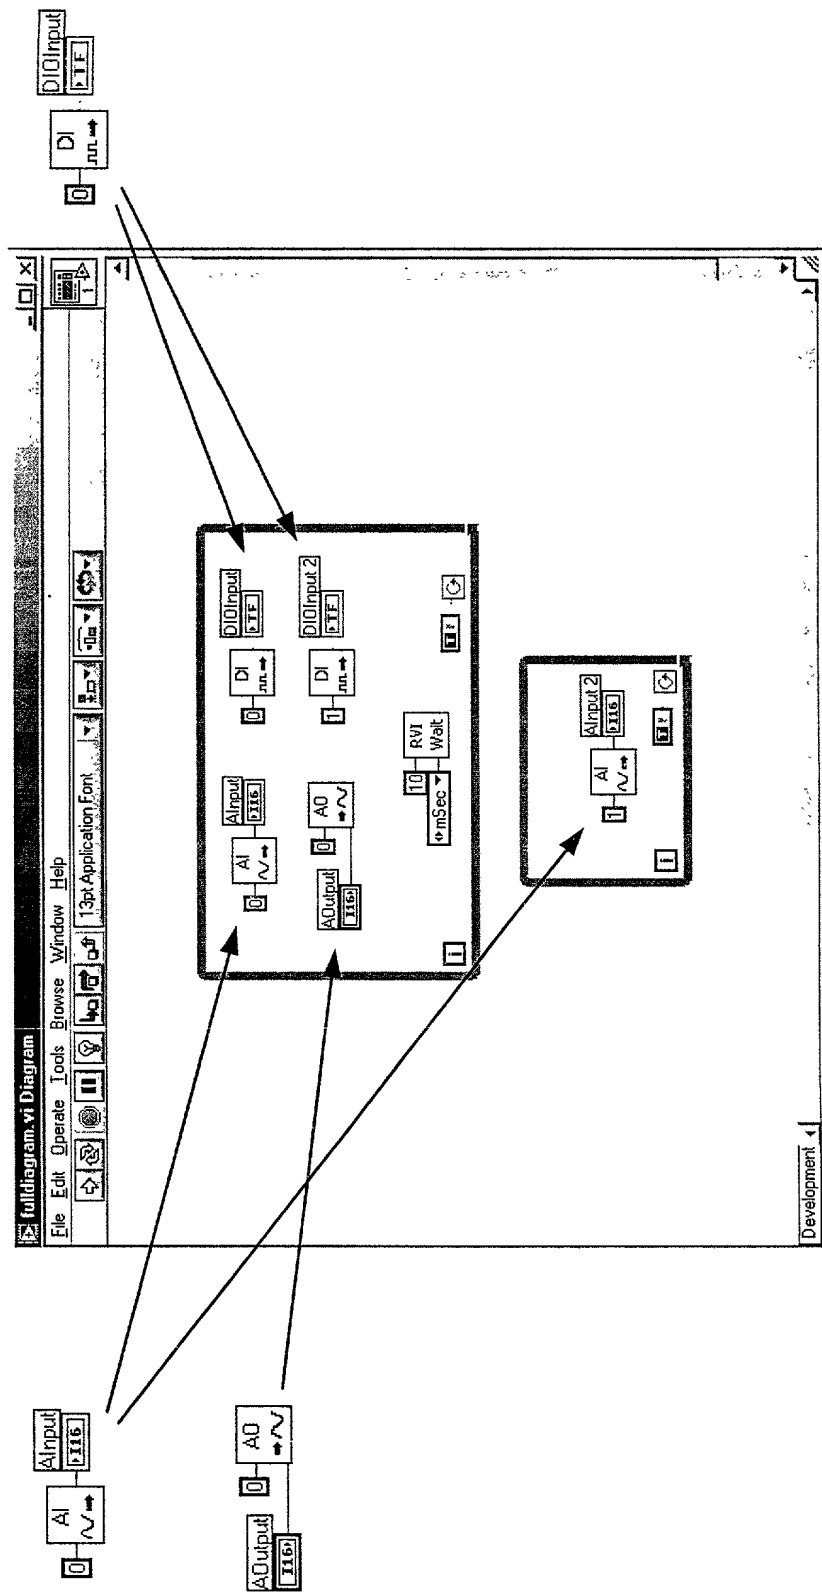 AInput
I16
AI
0
AOutput
I16
AO
0
DIOInput
TF
DI
0
fulldiagram.vi Diagram
File Edit Operate Tools Browse Window Help
13pt Application Font
1
AInput
I16
AI
0
DIOInput
TF
DI
0
AOutput
I16
AO
0
DIOInput 2
TF
DI
1
10
RVI
Wait
mSec
i
AInput 2
I16
AI
1
i
Development